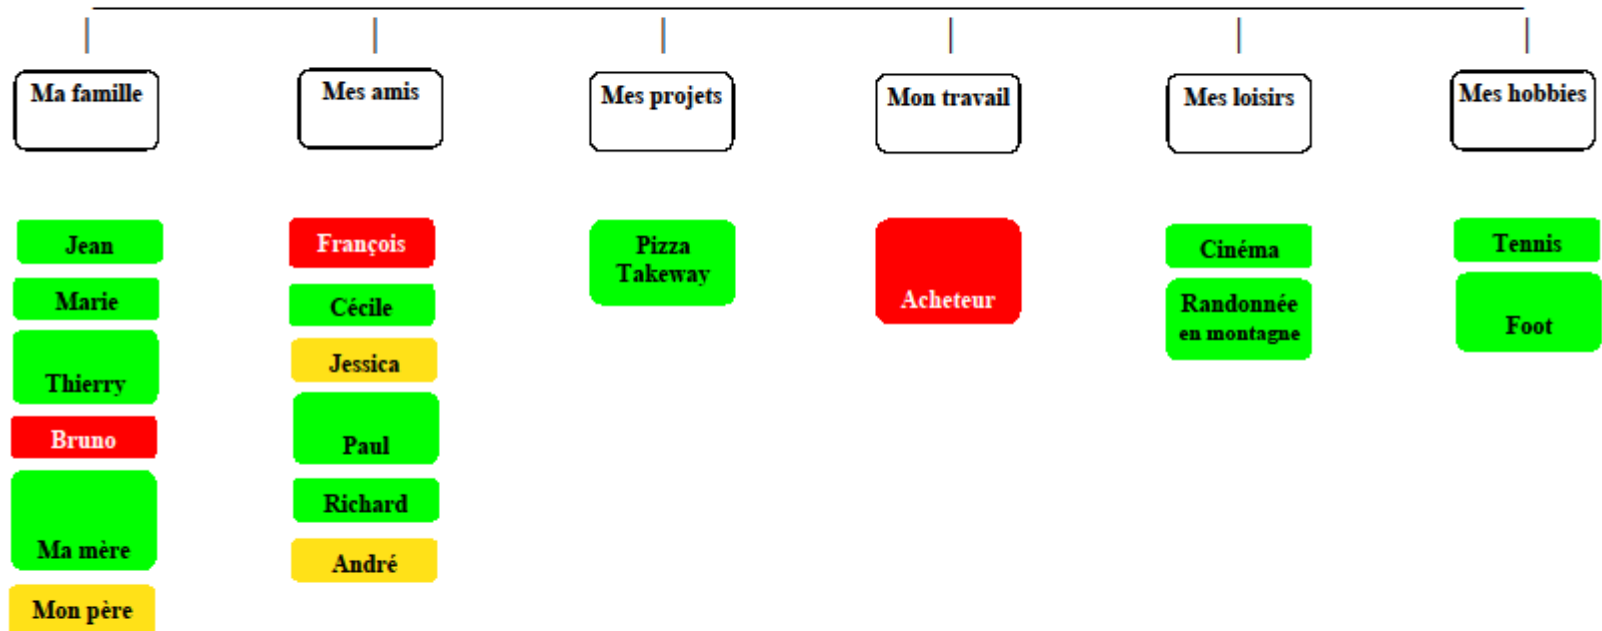 Ma famille
Mes amis
Mes projets
Mon travail
Mes loisirs
Mes hobbies
Jean
Marie
Thierry
Bruno
Ma mère
Mon père
François
Cécile
Jessica
Paul
Richard
André
Pizza
Takeway
Acheteur
Cinéma
Randonnée
en montagne
Tennis
Foot